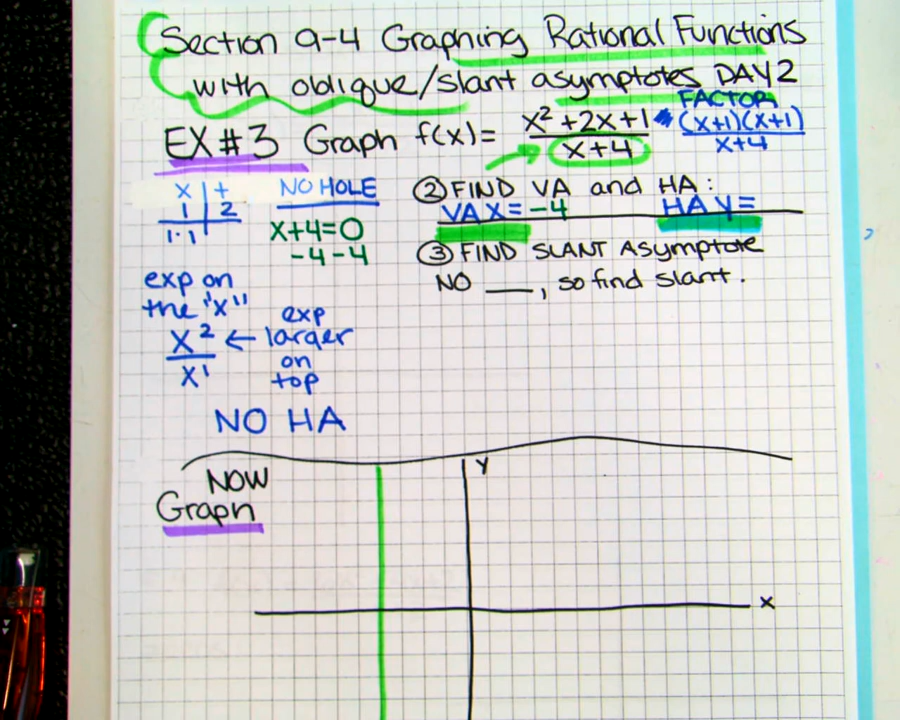 Section 9-4 Graphing Rational Functions
with oblique/slant asymptotes DAY 2
EX #3 Graph f(x)= x² + 2x + 1 / x+4
FACTOR
(x+1)(x+1) / x+4
x | +
1 | 2
1·1
NO HOLE
x+4=0
-4 -4
② FIND VA and HA:
VA X= -4 HA Y=
③ FIND SLANT Asymptote
NO ___, so find slant.
exp on
the "x"
x² / x¹ ← exp
larger
on
top
NO HA
NOW
Graph
Y
X